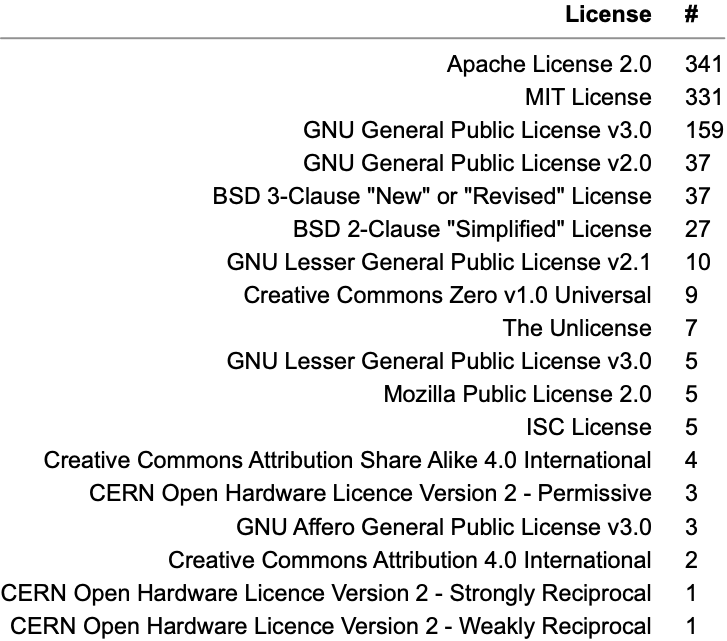 License #
Apache License 2.0 341
MIT License 331
GNU General Public License v3.0 159
GNU General Public License v2.0 37
BSD 3-Clause "New" or "Revised" License 37
BSD 2-Clause "Simplified" License 27
GNU Lesser General Public License v2.1 10
Creative Commons Zero v1.0 Universal 9
The Unlicense 7
GNU Lesser General Public License v3.0 5
Mozilla Public License 2.0 5
ISC License 5
Creative Commons Attribution Share Alike 4.0 International 4
CERN Open Hardware Licence Version 2 - Permissive 3
GNU Affero General Public License v3.0 3
Creative Commons Attribution 4.0 International 2
CERN Open Hardware Licence Version 2 - Strongly Reciprocal 1
CERN Open Hardware Licence Version 2 - Weakly Reciprocal 1